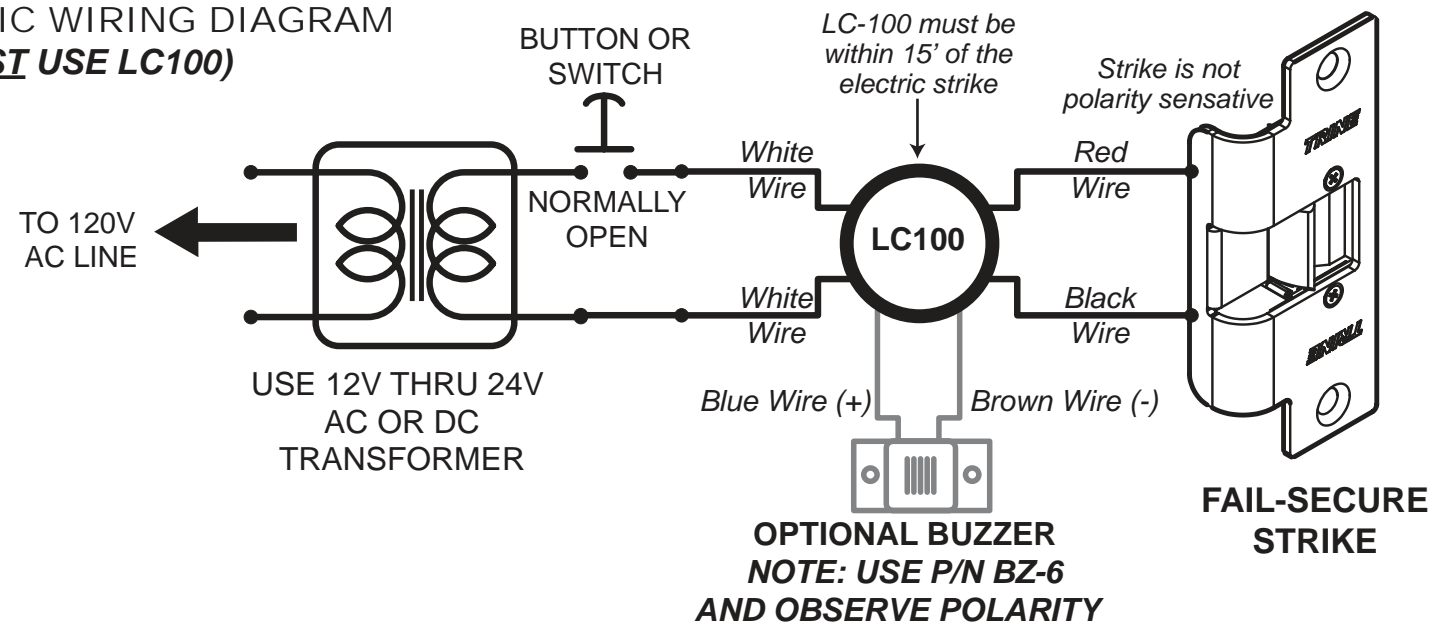 IC WIRING DIAGRAM
ST USE LC100)
BUTTON OR
SWITCH
LC-100 must be
within 15' of the
electric strike
Strike is not
polarity sensative
TRINE
White
Wire
Red
Wire
NORMALLY
OPEN
TO 120V
AC LINE
LC100
White
Wire
Black
Wire
TRINE
USE 12V THRU 24V
AC OR DC
TRANSFORMER
Blue Wire (+)
Brown Wire (-)
OPTIONAL BUZZER
NOTE: USE P/N BZ-6
AND OBSERVE POLARITY
FAIL-SECURE
STRIKE